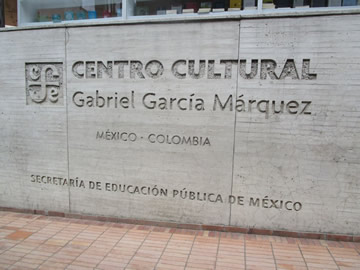 CENTRO CULTURAL
Gabriel García Márquez
MÉXICO - COLOMBIA
SECRETARÍA DE EDUCACIÓN PÚBLICA DE MÉXICO